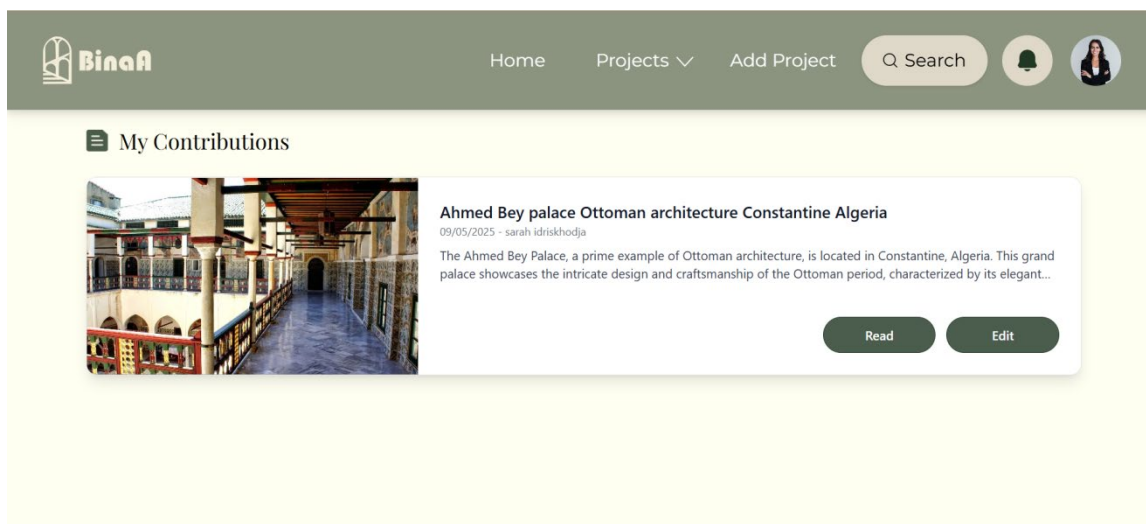 BinaA
Home
Projects
Add Project
Search
My Contributions
Ahmed Bey palace Ottoman architecture Constantine Algeria
09/05/2025 - sarah idriskhodja
The Ahmed Bey Palace, a prime example of Ottoman architecture, is located in Constantine, Algeria. This grand
palace showcases the intricate design and craftsmanship of the Ottoman period, characterized by its elegant...
Read
Edit